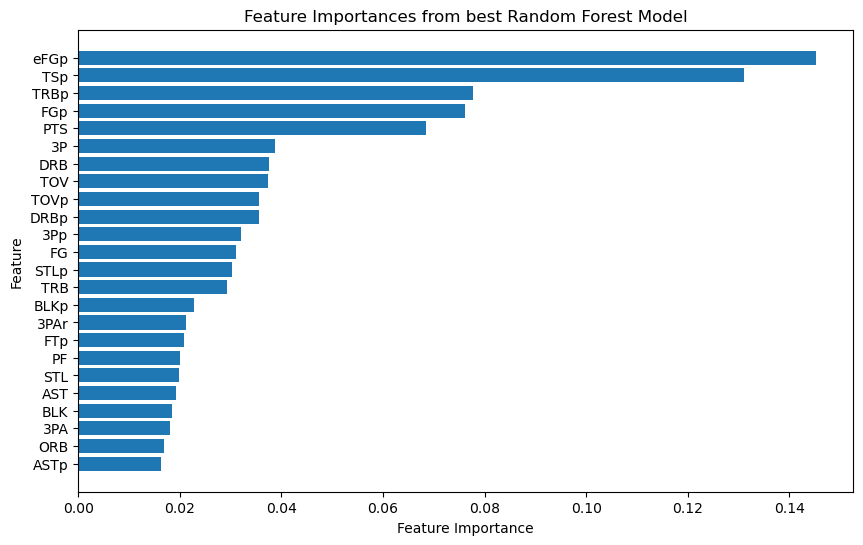 Feature Importances from best Random Forest Model
eFGp
TSp
TRBp
FGp
PTS
3P
DRB
TOV
TOVp
DRBp
3Pp
FG
STLp
TRB
BLKp
3PAr
FTp
PF
STL
AST
BLK
3PA
ORB
ASTp
Feature
0.00 0.02 0.04 0.06 0.08 0.10 0.12 0.14
Feature Importance